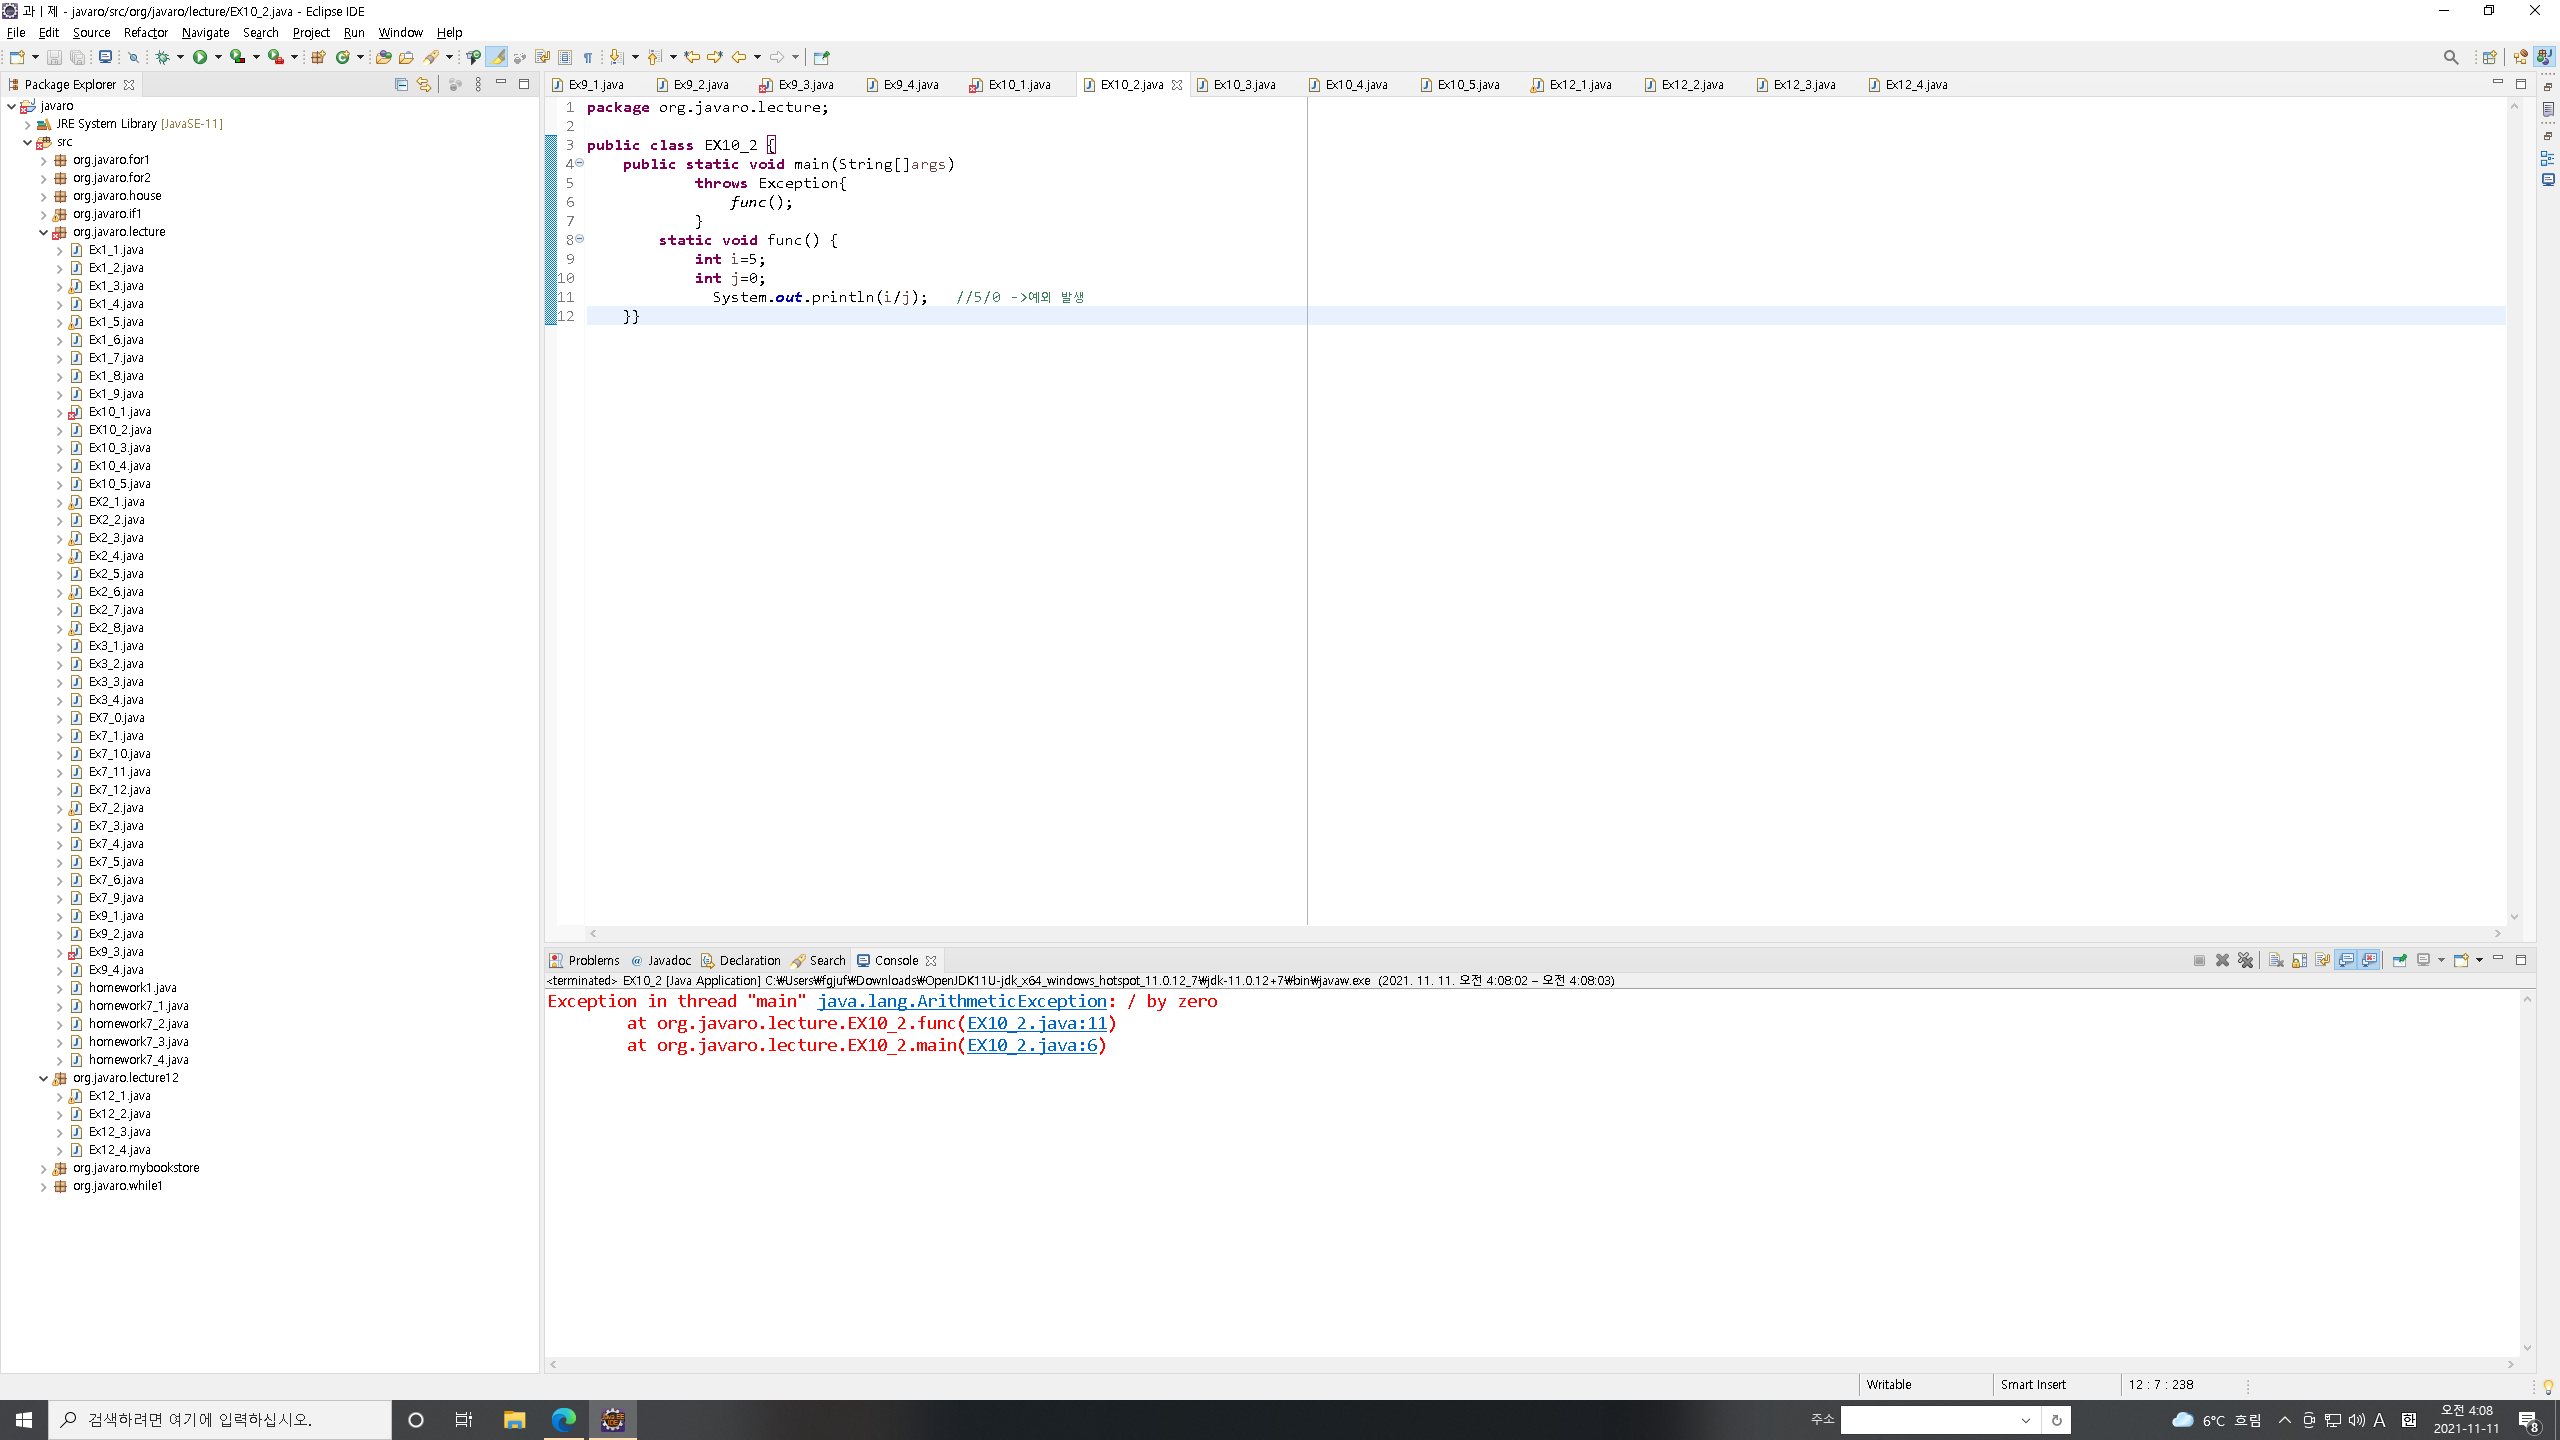 과ㅣ제 - javaro/src/org/javaro/lecture/EX10_2.java - Eclipse IDE
File Edit Source Refactor Navigate Search Project Run Window Help
Package Explorer
javaro
JRE System Library [JavaSE-11]
src
org.javaro.for1
org.javaro.for2
org.javaro.house
org.javaro.if1
org.javaro.lecture
Ex1_1.java
Ex1_2.java
Ex1_3.java
Ex1_4.java
Ex1_5.java
Ex1_6.java
Ex1_7.java
Ex1_8.java
Ex1_9.java
Ex10_1.java
EX10_2.java
Ex10_3.java
Ex10_4.java
Ex10_5.java
EX2_1.java
EX2_2.java
Ex2_3.java
Ex2_4.java
Ex2_5.java
Ex2_6.java
Ex2_7.java
Ex2_8.java
Ex3_1.java
Ex3_2.java
Ex3_3.java
Ex3_4.java
EX7_0.java
Ex7_1.java
Ex7_10.java
Ex7_11.java
Ex7_12.java
Ex7_2.java
Ex7_3.java
Ex7_4.java
Ex7_5.java
Ex7_6.java
Ex7_9.java
Ex9_1.java
Ex9_2.java
Ex9_3.java
Ex9_4.java
homework1.java
homework7_1.java
homework7_2.java
homework7_3.java
homework7_4.java
org.javaro.lecture12
Ex12_1.java
Ex12_2.java
Ex12_3.java
Ex12_4.java
org.javaro.mybookstore
org.javaro.while1
Ex9_1.java Ex9_2.java Ex9_3.java Ex9_4.java Ex10_1.java EX10_2.java Ex10_3.java Ex10_4.java Ex10_5.java Ex12_1.java Ex12_2.java Ex12_3.java Ex12_4.java
1 package org.javaro.lecture;
2
3 public class EX10_2 {
4 public static void main(String[]args)
5 throws Exception{
6 func();
7 }
8 static void func() {
9 int i=5;
10 int j=0;
11 System.out.println(i/j); //5/0 ->예외 발생
12 }}
Problems @ Javadoc Declaration Search Console
<terminated> EX10_2 [Java Application] C:₩Users₩fgjuf₩Downloads₩OpenJDK11U-jdk_x64_windows_hotspot_11.0.12_7₩jdk-11.0.12+7₩bin₩javaw.exe (2021. 11. 11. 오전 4:08:02 – 오전 4:08:03)
Exception in thread "main" java.lang.ArithmeticException: / by zero
at org.javaro.lecture.EX10_2.func(EX10_2.java:11)
at org.javaro.lecture.EX10_2.main(EX10_2.java:6)
Writable Smart Insert 12 : 7 : 238
검색하려면 여기에 입력하십시오.
주소
6°C 흐림
A
오전 4:08
2021-11-11
8